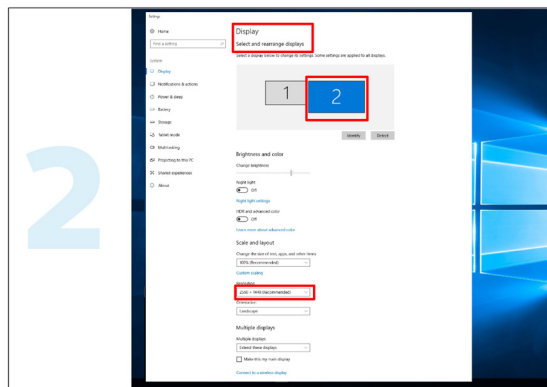 2
Settings
Home
Find a setting
System
Display
Notifications & actions
Power & sleep
Battery
Storage
Tablet mode
Multitasking
Projecting to this PC
Shared experiences
About
Display
Select and rearrange displays
Select a display below to change its settings. Some settings are applied to all displays.
1
2
Identify
Detect
Brightness and color
Change brightness
Night light
Off
Night light settings
HDR and advanced color
Off
Learn more about advanced color
Scale and layout
Change the size of text, apps, and other items
100% (Recommended)
Custom scaling
Resolution
(Recommended)
Orientation
Landscape
Multiple displays
Multiple displays
Extend these displays
Make this my main display
Connect to a wireless display